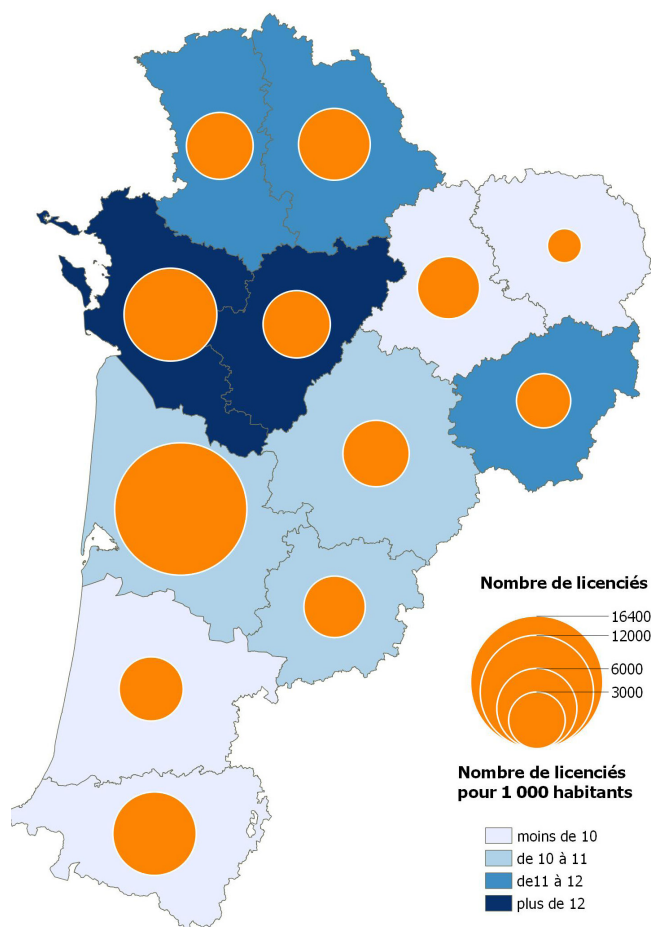 Nombre de licenciés
16400
12000
6000
3000
Nombre de licenciés
pour 1 000 habitants
moins de 10
de 10 à 11
de11 à 12
plus de 12